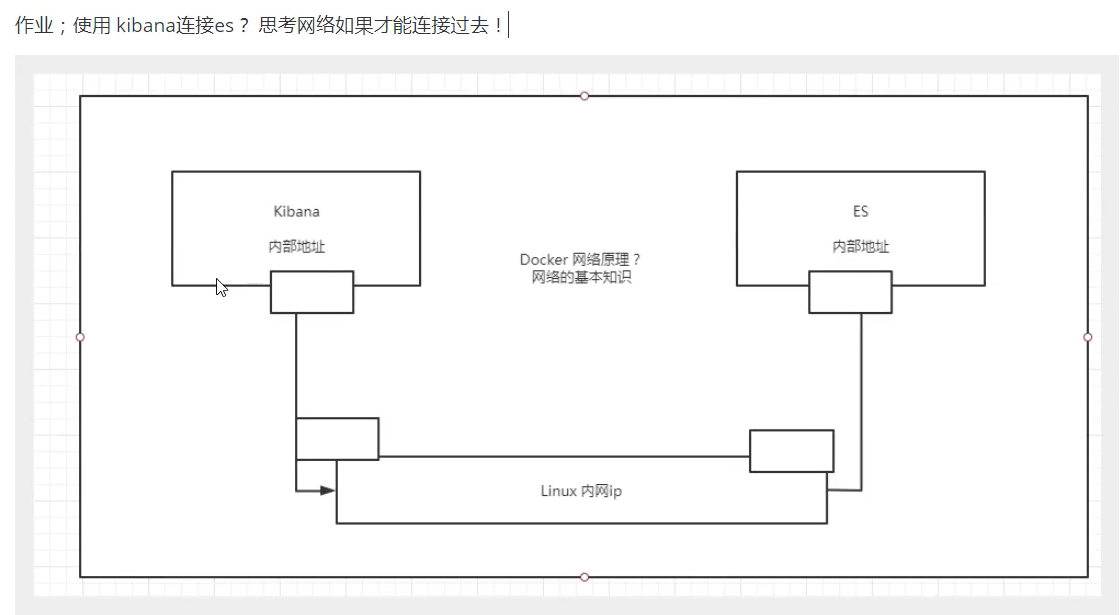 作业；使用 kibana连接es？ 思考网络如果才能连接过去！
Kibana
内部地址
Docker 网络原理？
网络的基本知识
ES
内部地址
Linux 内网ip